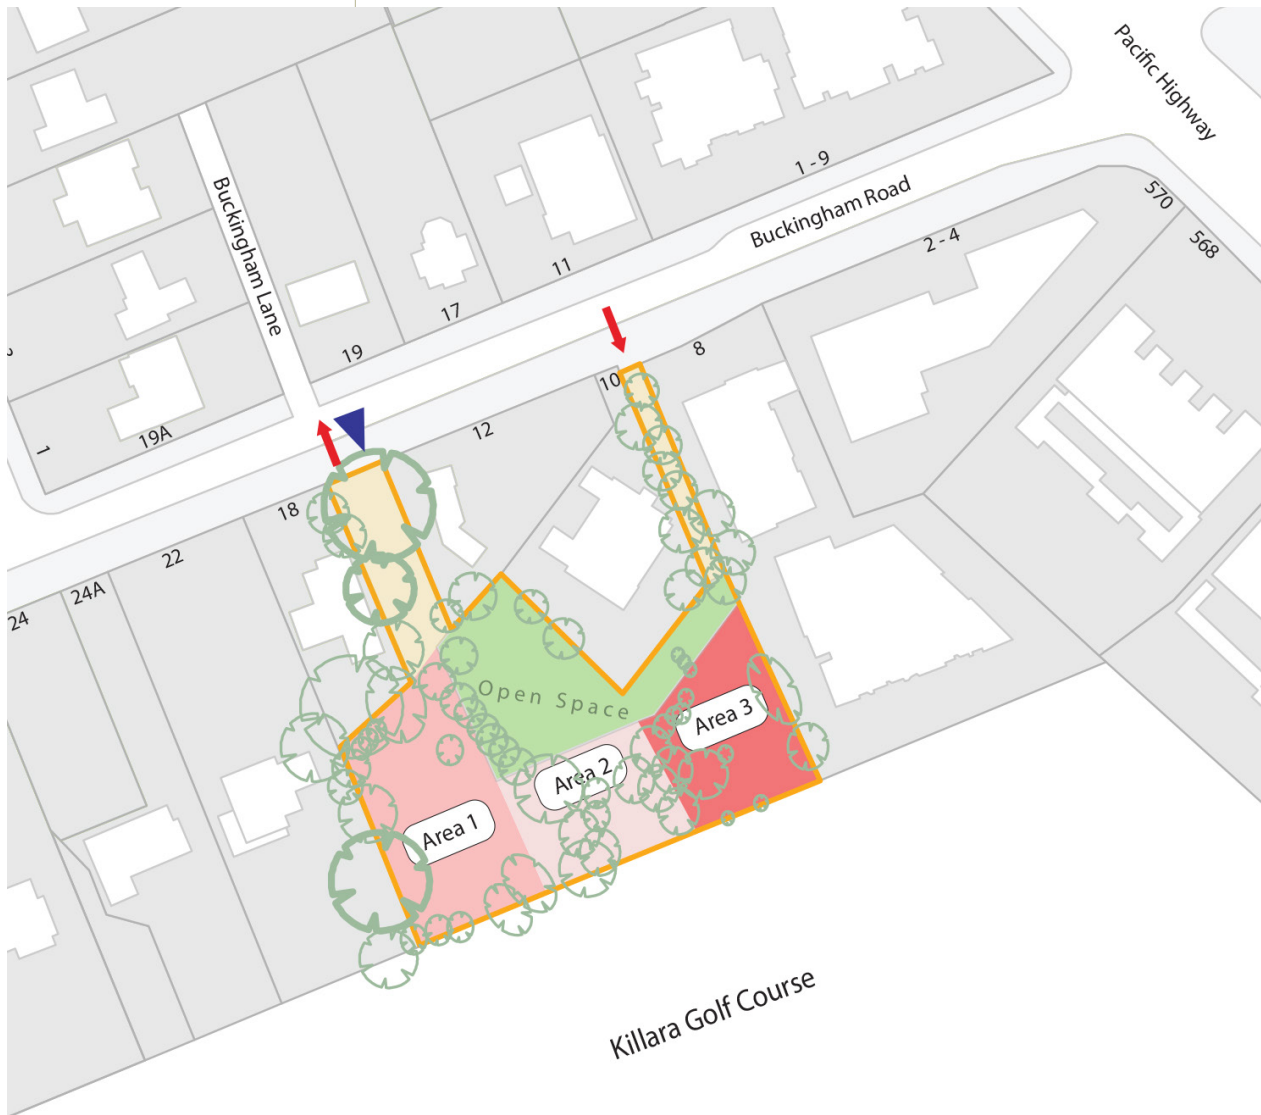 Pacific Highway
1 - 9
Buckingham Road
570
568
2 - 4
Buckingham Lane
11
17
19
8
10
19A
1
12
18
22
24A
24
Open Space
Area 3
Area 2
Area 1
Killara Golf Course